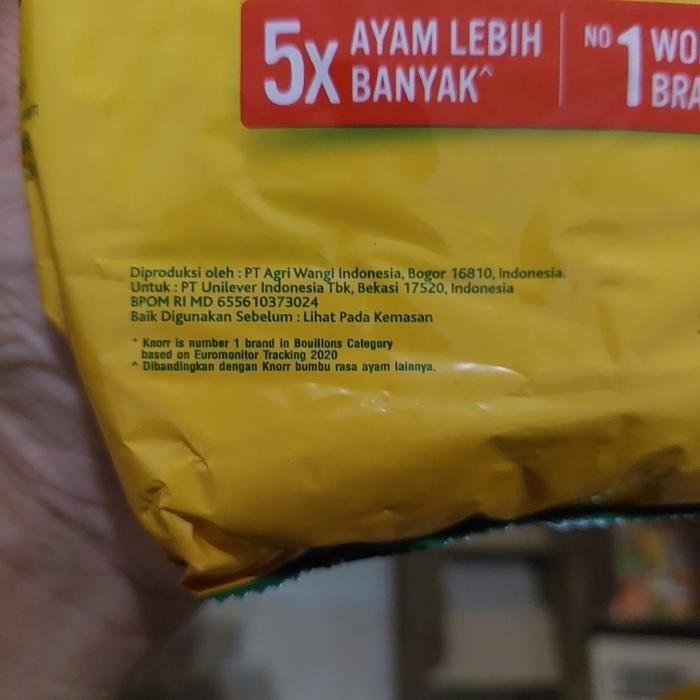 5x AYAM LEBIH
BANYAK^
NO 1 WO
BRA
Diproduksi oleh : PT Agri Wangi Indonesia, Bogor 16810, Indonesia.
Untuk : PT Unilever Indonesia Tbk, Bekasi 17520, Indonesia
BPOM RI MD 655610373024
Baik Digunakan Sebelum : Lihat Pada Kemasan
* Knorr is number 1 brand in Bouillons Category
based on Euromonitor Tracking 2020
^ Dibandingkan dengan Knorr bumbu rasa ayam lainnya.